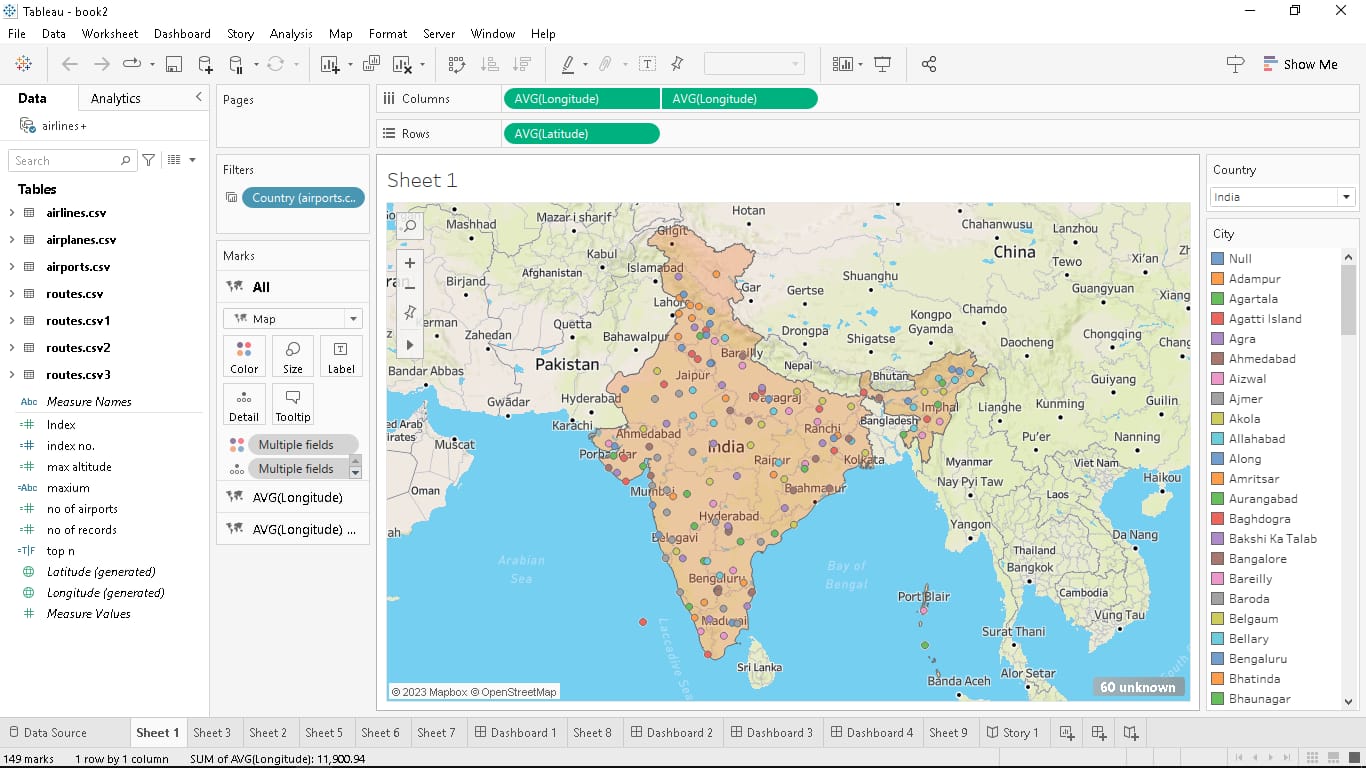 Tableau - book2
File Data Worksheet Dashboard Story Analysis Map Format Server Window Help
Show Me
Data Analytics
airlines+
Search
Tables
airlines.csv
airplanes.csv
airports.csv
routes.csv
routes.csv1
routes.csv2
routes.csv3
Abc Measure Names
Index
index no.
max altitude
=Abc maxium
no of airports
no of records
=T|F top n
Latitude (generated)
Longitude (generated)
Measure Values
Pages
Filters
Country (airports.c..
Marks
All
Map
Color Size Label
Detail Tooltip
Multiple fields
Multiple fields
AVG(Longitude)
AVG(Longitude) ...
Columns AVG(Longitude) AVG(Longitude)
Rows AVG(Latitude)
Sheet 1
Hotan
Mashhad
Mazar-i sharif
Gilgit
Chahanwusu
Lanzhou
China
Kabul
Islamabad
Tewo
Xi'an
Afghanistan
Birjand
Shuanghu
Gar
Gertse
Guangyuan
Xiang
Lahor
Chamdo
Kongpo
Gyamda
Kerman
Zahedan
Quetta
Bahawalpur
Drongpa
Shigatse
Daocheng
Chongqing
Chang
Bareilly
Pakistan
Nepal
Bhutan
Bandar Abbas
Jaipur
Guiyang
Gwadar
Hyderabad
Prayagraj
Imphal
Lianghe
Kunming
Guilin
Karachi
Bangladesh
Ranchi
Muscat
Ahmedabad
India
Pu'er
Nanning
Porbandar
Raipur
Kolkata
Myanmar
Viet Nam
Haikou
Oman
Mumbai
Brahmapur
Nay Pyi Taw
Laos
Hyderabad
Yangon
Belagavi
Da Nang
Arabian
Sea
Bay of
Bengal
Thailand
Bangkok
Bengaluru
Cambodia
Port Blair
Vung Tau
Madurai
Surat Thani
Laccadive Sea
Sri Lanka
Banda Aceh
Alor Setar
South
© 2023 Mapbox © OpenStreetMap
60 unknown
Country
India
City
Null
Adampur
Agartala
Agatti Island
Agra
Ahmedabad
Aizwal
Ajmer
Akola
Allahabad
Along
Amritsar
Aurangabad
Baghdogra
Bakshi Ka Talab
Bangalore
Bareilly
Baroda
Belgaum
Bellary
Bengaluru
Bhatinda
Bhaunagar
Data Source Sheet 1 Sheet 3 Sheet 2 Sheet 5 Sheet 6 Sheet 7 Dashboard 1 Sheet 8 Dashboard 2 Dashboard 3 Dashboard 4 Sheet 9 Story 1
149 marks 1 row by 1 column SUM of AVG(Longitude): 11,900.94